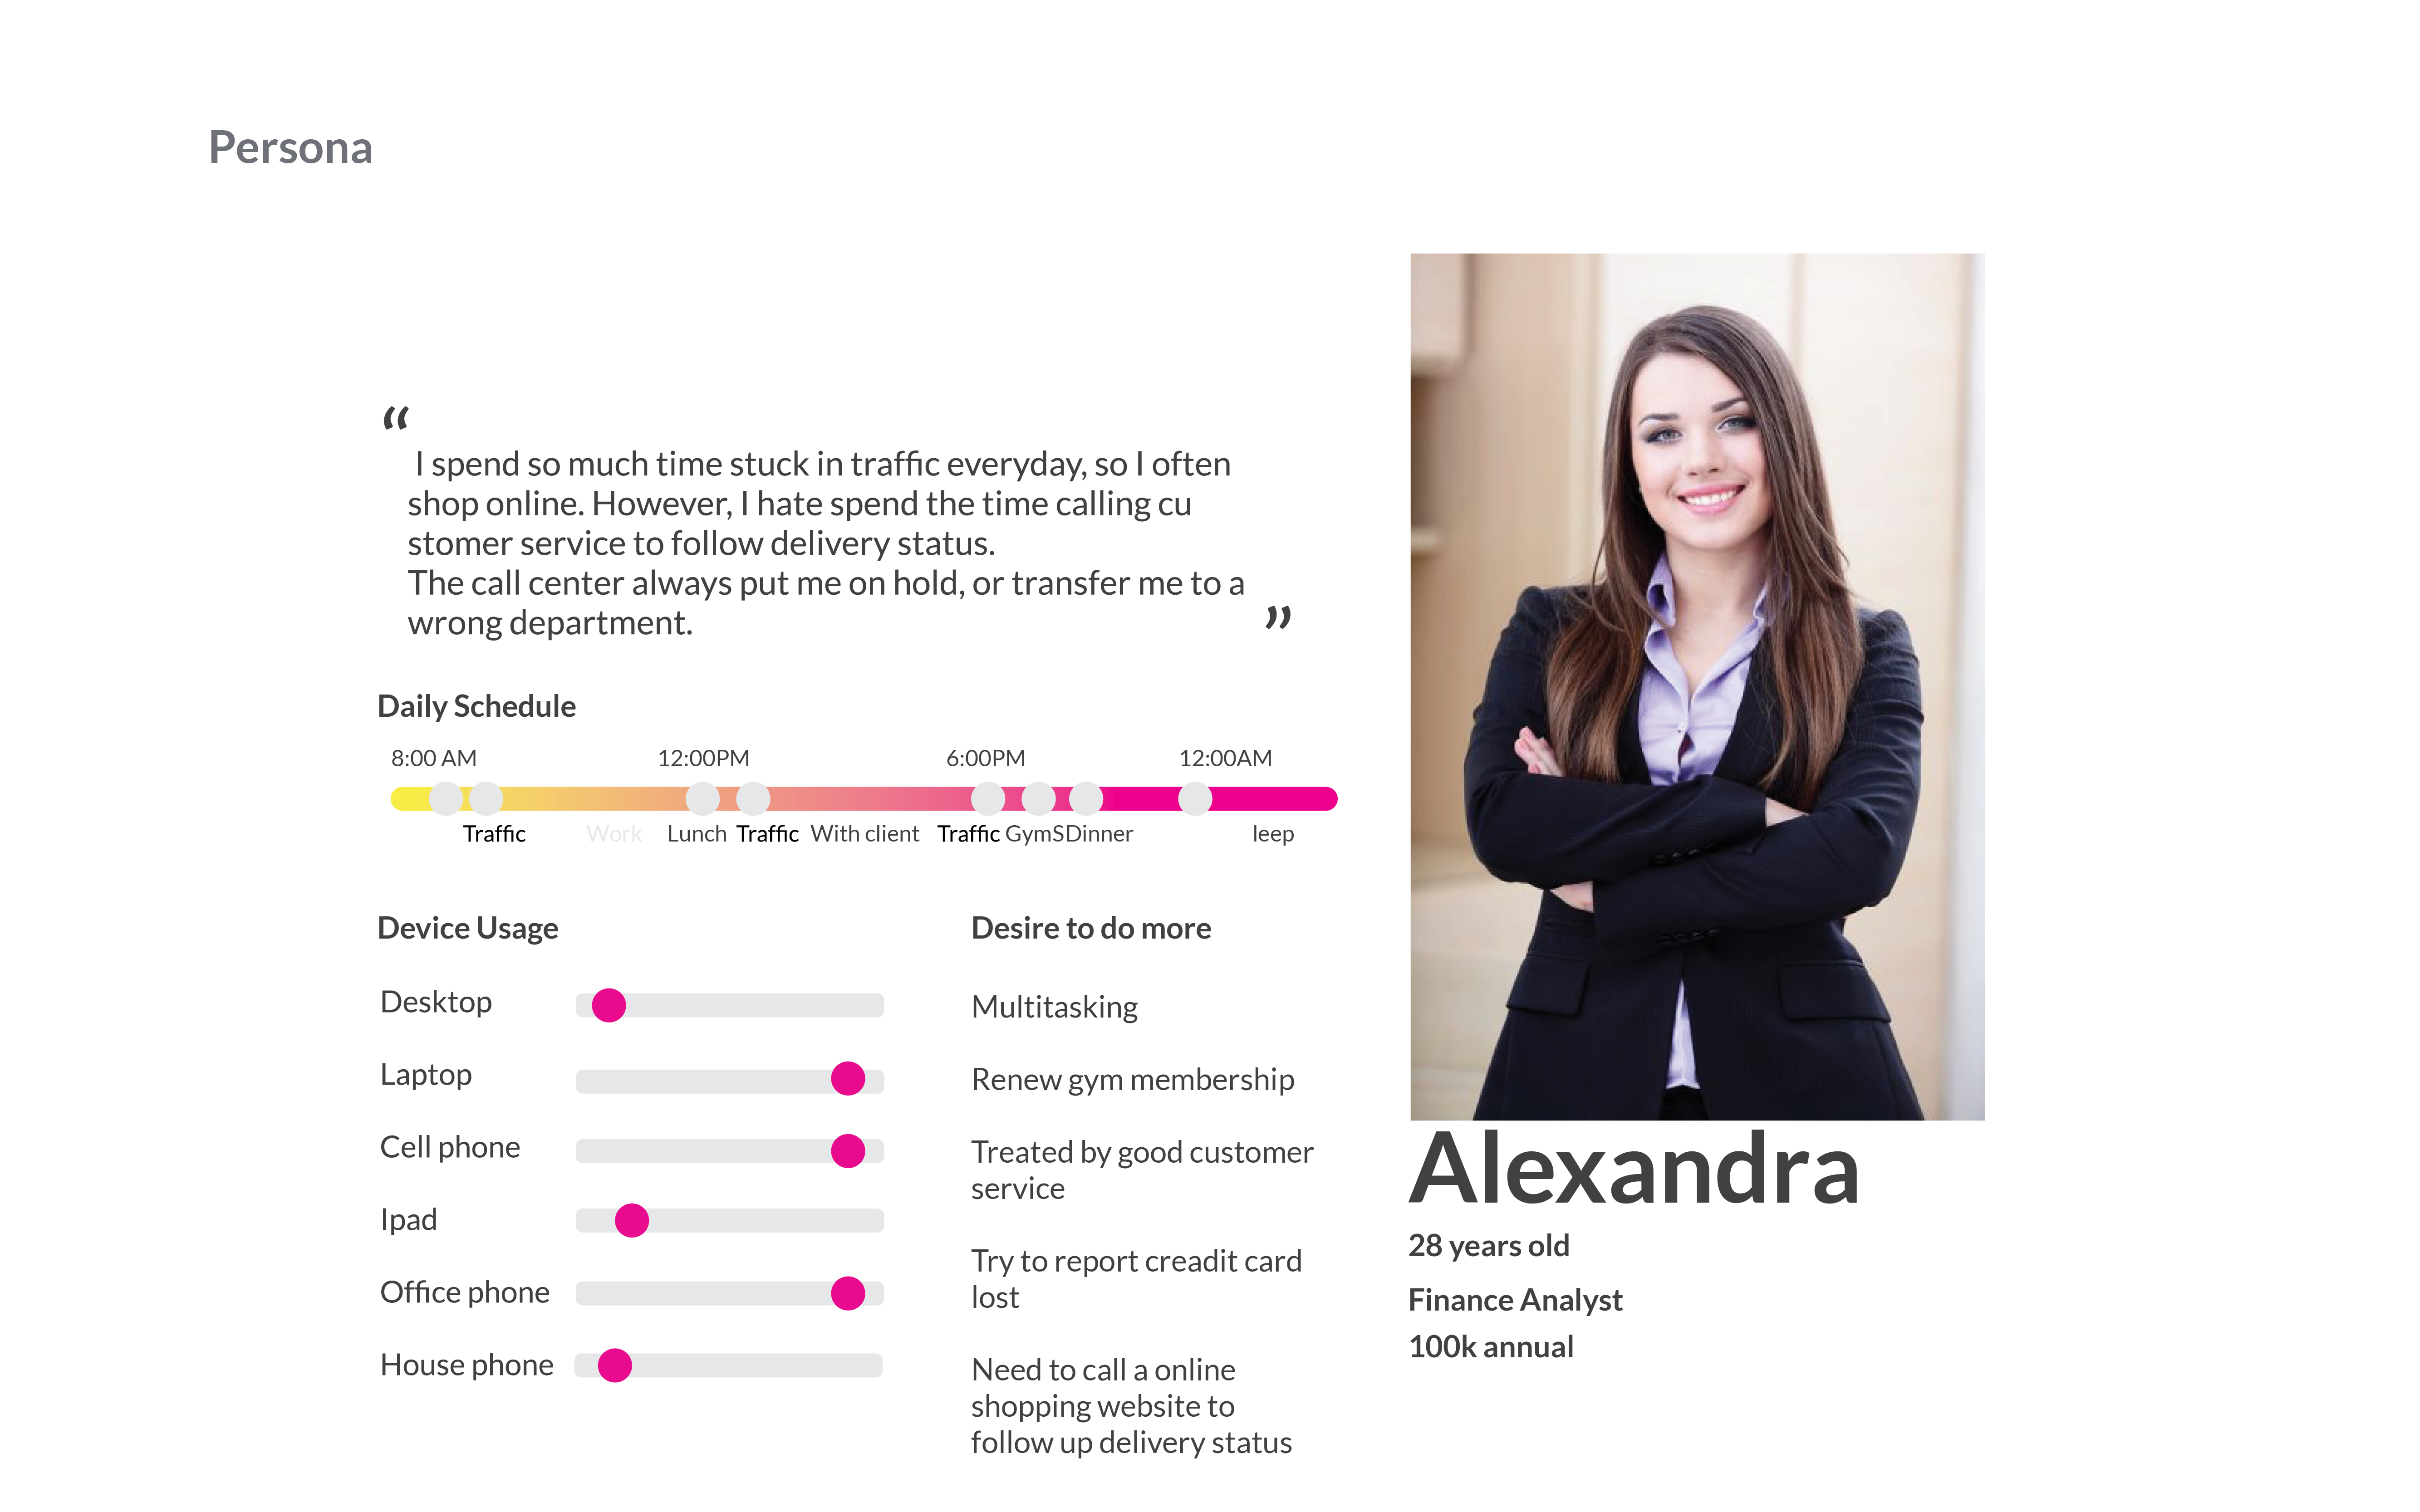 Persona
“
I spend so much time stuck in traffic everyday, so I often
shop online. However, I hate spend the time calling cu
stomer service to follow delivery status.
The call center always put me on hold, or transfer me to a
wrong department.
”
Daily Schedule
8:00 AM 12:00PM 6:00PM 12:00AM
Traffic Work Lunch Traffic With client Traffic GymSDinner leep
Device Usage
Desktop
Laptop
Cell phone
Ipad
Office phone
House phone
Desire to do more
Multitasking
Renew gym membership
Treated by good customer
service
Try to report creadit card
lost
Need to call a online
shopping website to
follow up delivery status
Alexandra
28 years old
Finance Analyst
100k annual